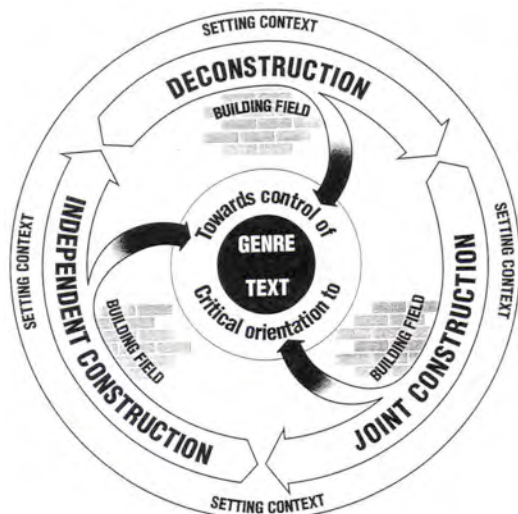 SETTING CONTEXT
DECONSTRUCTION
BUILDING FIELD
SETTING CONTEXT
INDEPENDENT CONSTRUCTION
BUILDING FIELD
Towards control of
GENRE
TEXT
Critical orientation to
SETTING CONTEXT
JOINT CONSTRUCTION
BUILDING FIELD
SETTING CONTEXT